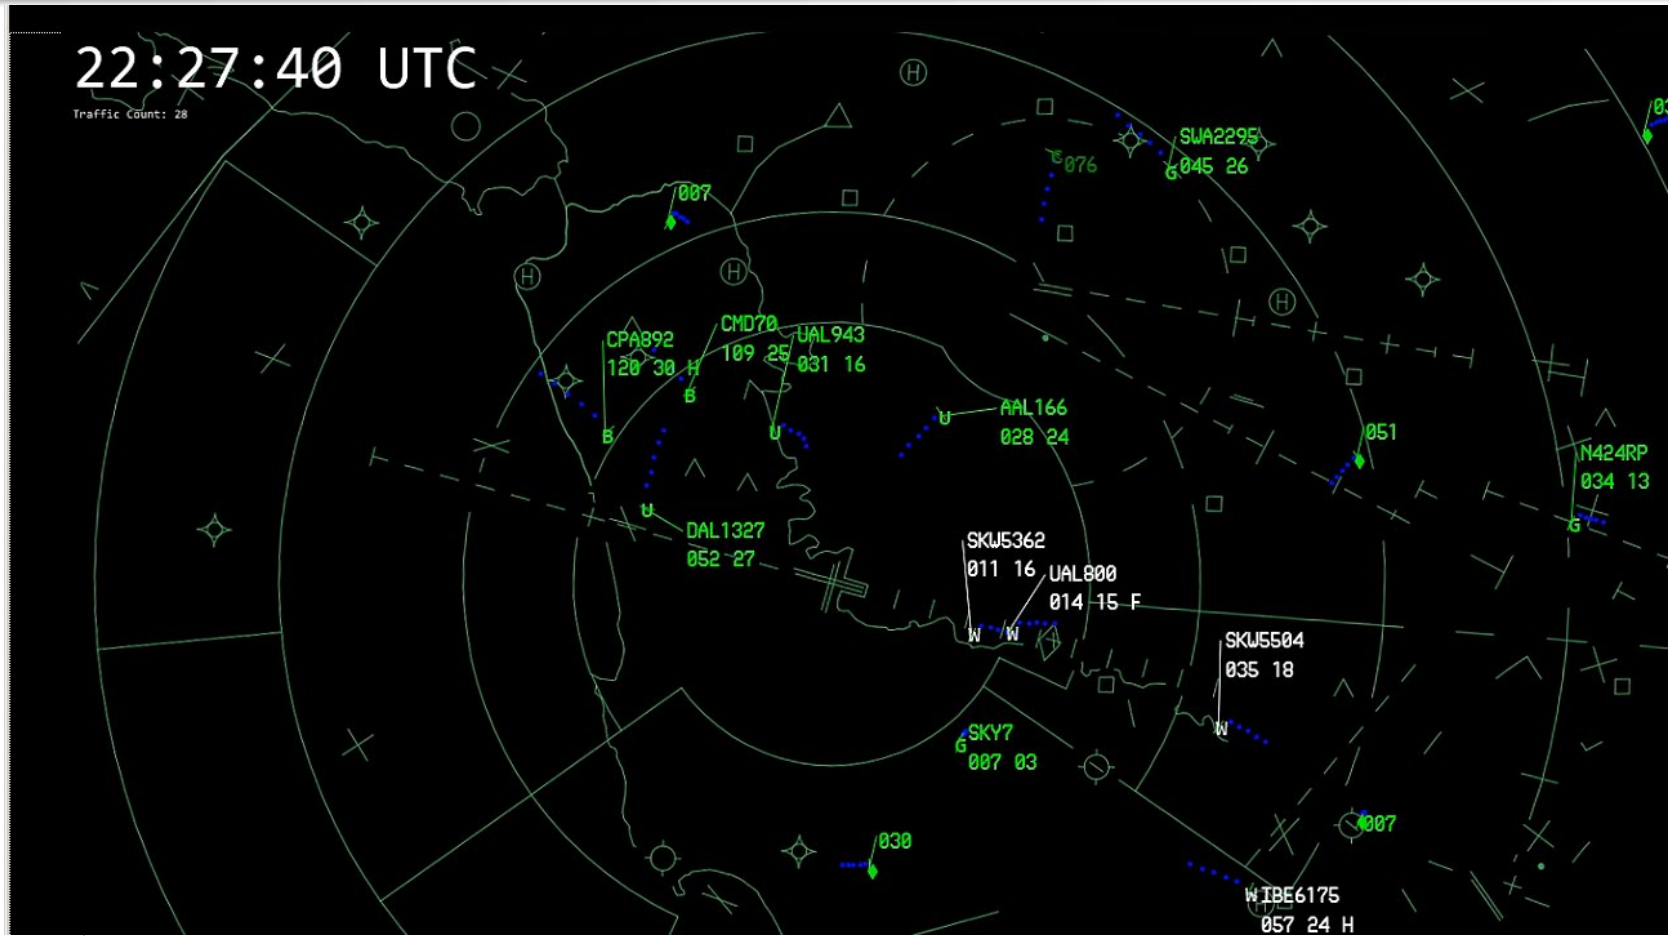 22:27:40 UTC
Traffic Count: 28
H
SWA2295
045 26
G
076
007
H
H
H
CPA892
120 30 H
B
CMD70
109 25
B
UAL943
031 16
U
AAL166
028 24
U
051
N424RP
034 13
G
DAL1327
052 27
U
SKW5362
011 16
W
UAL800
014 15 F
W
SKW5504
035 18
W
SKY7
007 03
G
007
030
W IBE6175
057 24 H
H